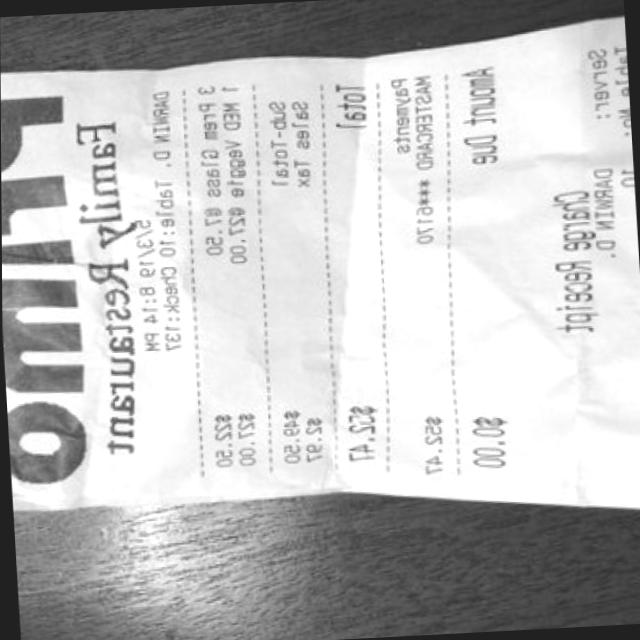 Primo
Family Restaurant
5/3/19 8:14 PM
DARWIN D Table:10 Check:137
3 Prem Glass @7.50 $22.50
1 MED Veggie @27.00 $27.00
Sub-Total $49.50
Sales Tax $2.97
Total $52.47
Payments
MASTERCARD ***6170 $52.47
Amount Due $0.00
Charge Receipt
Server: DARWIN D.
Table No. 10